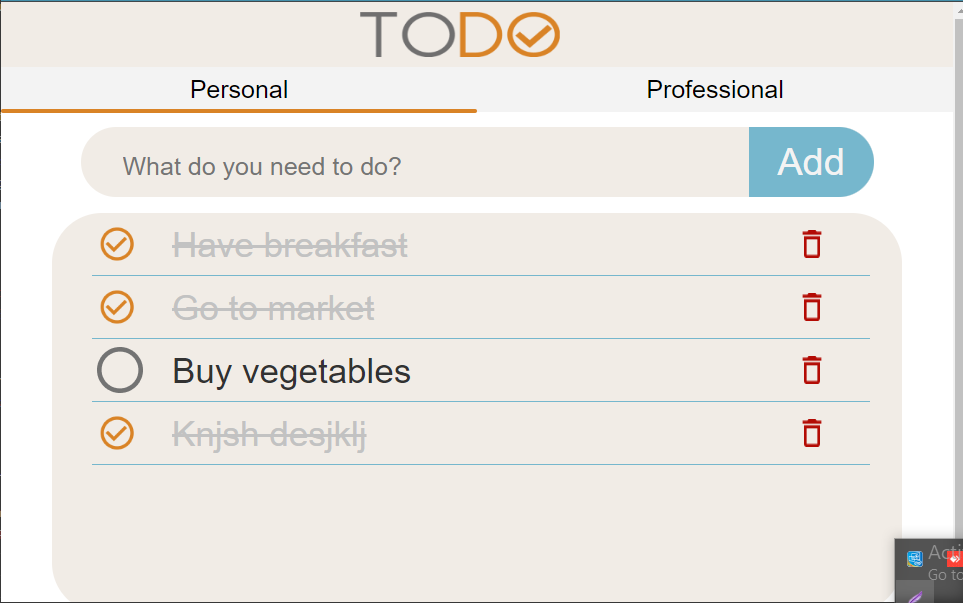 TODO
Personal
Professional
What do you need to do?
Add
Have breakfast
Go to market
Buy vegetables
Knjsh desjklj
Go to